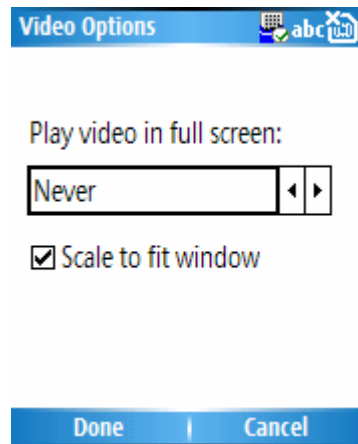 Video Options abc
Play video in full screen:
Never
Scale to fit window
Done Cancel